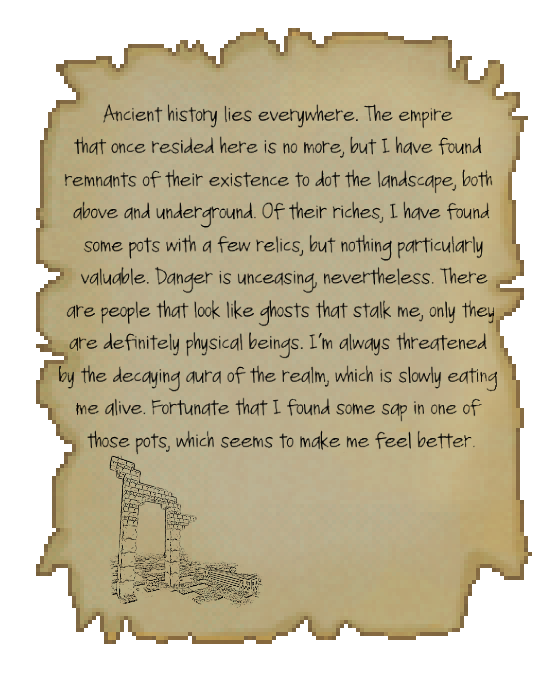 Ancient history lies everywhere. The empire
that once resided here is no more, but I have found
remnants of their existence to dot the landscape, both
above and underground. Of their riches, I have found
some pots with a few relics, but nothing particularly
valuable. Danger is unceasing, nevertheless. There
are people that look like ghosts that stalk me, only they
are definitely physical beings. I'm always threatened
by the decaying aura of the realm, which is slowly eating
me alive. Fortunate that I found some sap in one of
those pots, which seems to make me feel better.